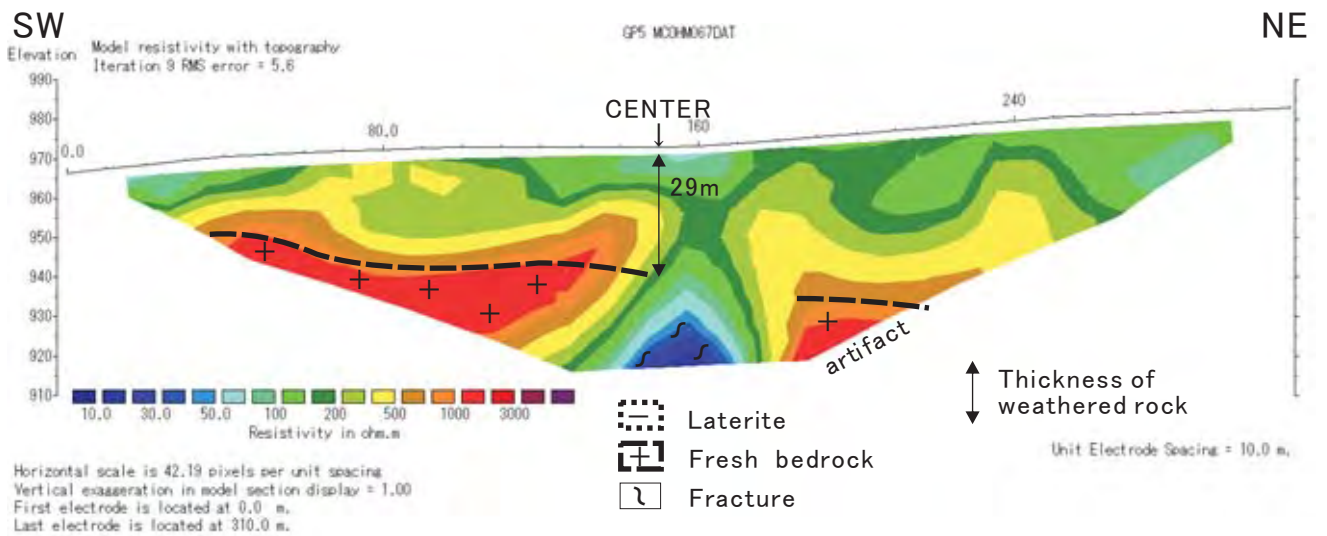 SW
NE
GP5 MCOHM067DAT
Elevation
Model resistivity with topography
Iteration 9 RMS error = 5.6
990
980
970
960
950
940
930
920
910
0.0
80.0
CENTER
160
240
29m
artifact
10.0 30.0 50.0 100 200 500 1000 3000
Resistivity in ohm.m
Laterite
Fresh bedrock
Fracture
Thickness of
weathered rock
Unit Electrode Spacing = 10.0 m.
Horizontal scale is 42.19 pixels per unit spacing
Vertical exaggeration in model section display = 1.00
First electrode is located at 0.0 m.
Last electrode is located at 310.0 m.